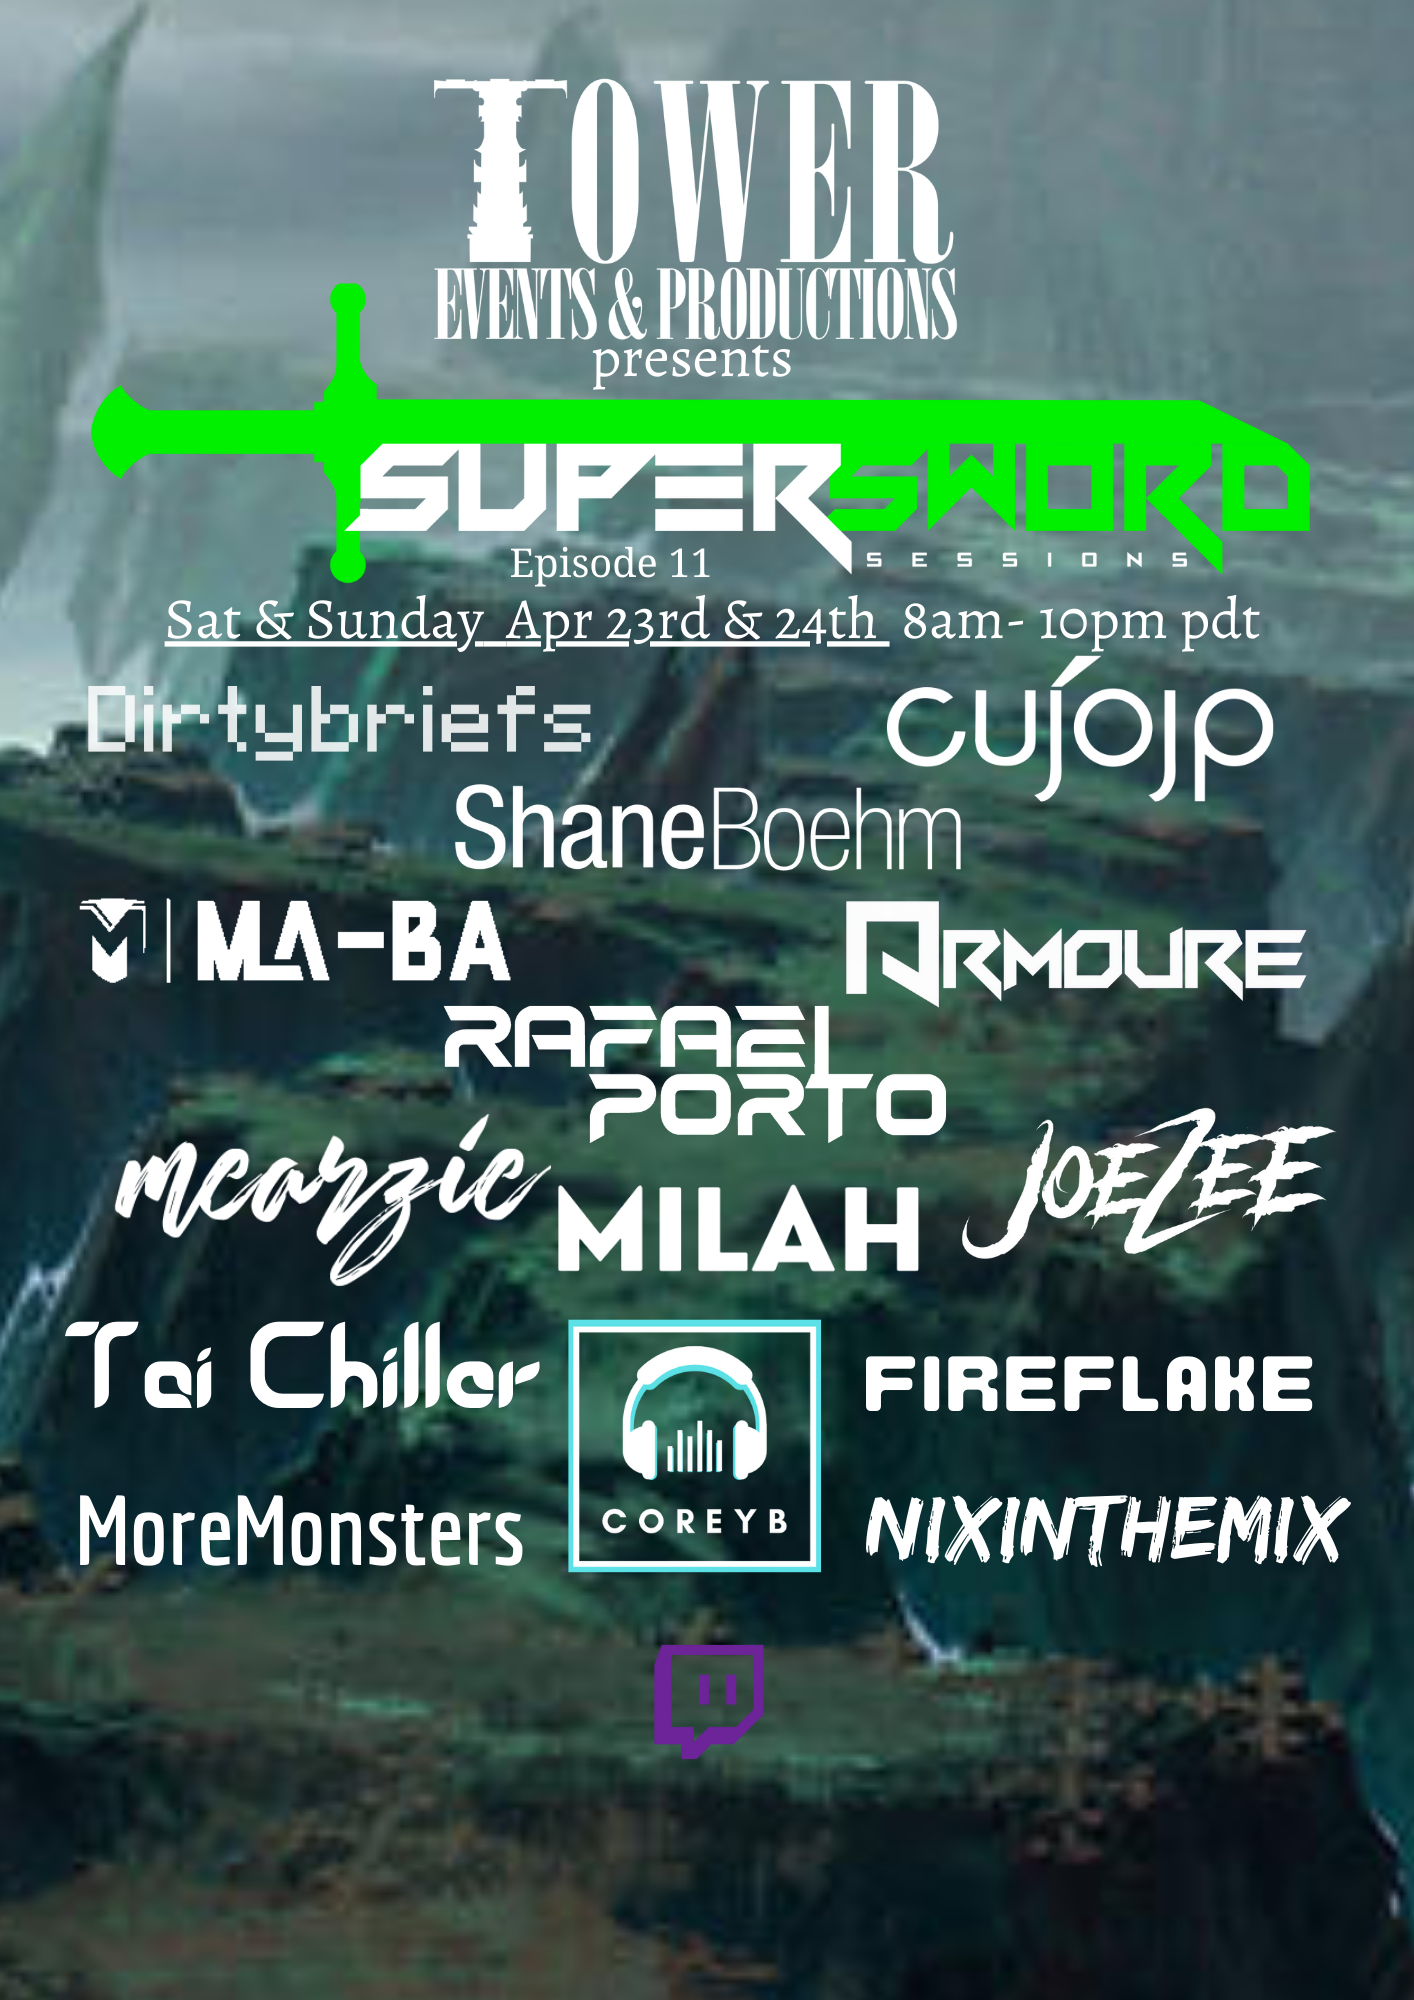 TOWER
EVENTS & PRODUCTIONS
presents
SUPERSWORD
SESSIONS
Episode 11
Sat & Sunday Apr 23rd & 24th 8am- 10pm pdt
Dirtybriefs
cujojp
ShaneBoehm
MA-BA
ARMOURE
RAFAEL
PORTO
mcarzie
MILAH
JOEZEE
Tai Chiller
FIREFLAKE
COREYB
MoreMonsters
NIXINTHEMIX